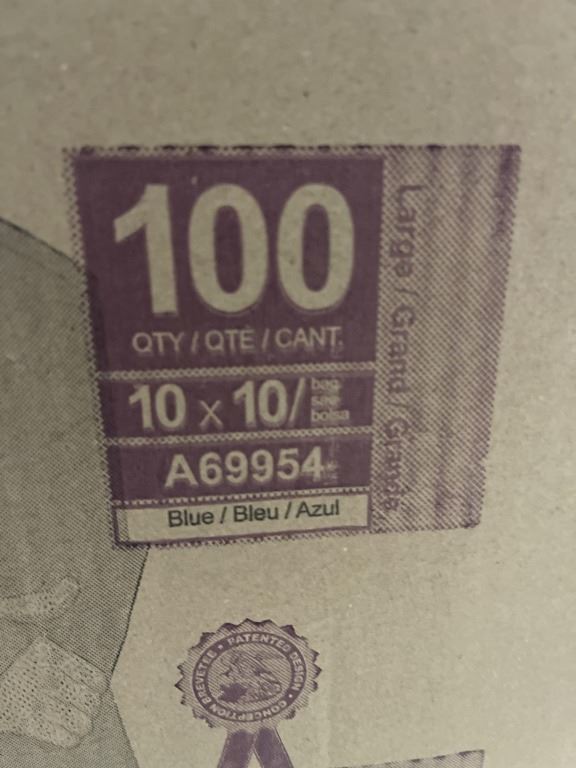 100
QTY / QTÉ / CANT.
10 x 10/ bag
sac
bolsa
A69954
Blue / Bleu / Azul
Large / Grand / Grande
PATENTED DESIGN • CONCEPTION BREVETÉE •